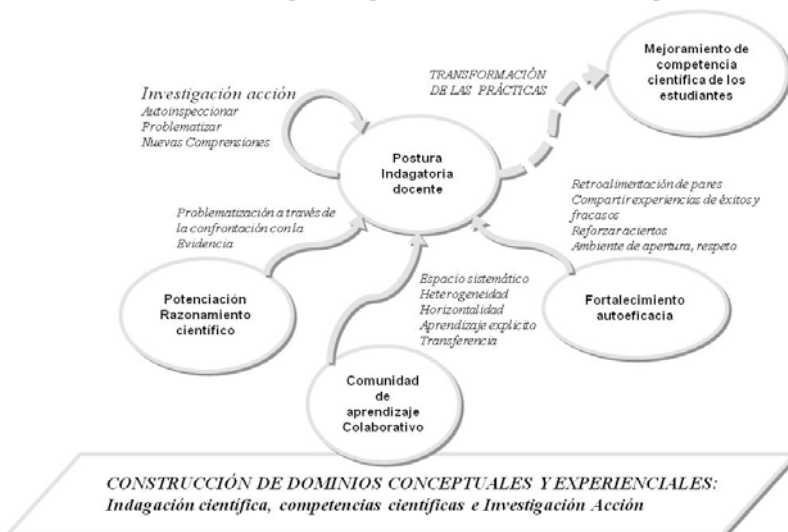 Mejoramiento de
competencia
científica de los
estudiantes
TRANSFORMACIÓN
DE LAS PRÁCTICAS
Investigación acción
Autoinspeccionar
Problematizar
Nuevas Comprensiones
Postura
Indagatoria
docente
Retroalimentación de pares
Compartir experiencias de éxitos y
fracasos
Reforzar aciertos
Ambiente de apertura, respeto
Problematización a través de
la confrontación con la
Evidencia
Espacio sistemático
Heterogeneidad
Horizontalidad
Aprendizaje explícito
Transferencia
Potenciación
Razonamiento
científico
Fortalecimiento
autoeficacia
Comunidad
de
aprendizaje
Colaborativo
CONSTRUCCIÓN DE DOMINIOS CONCEPTUALES Y EXPERIENCIALES:
Indagación científica, competencias científicas e Investigación Acción